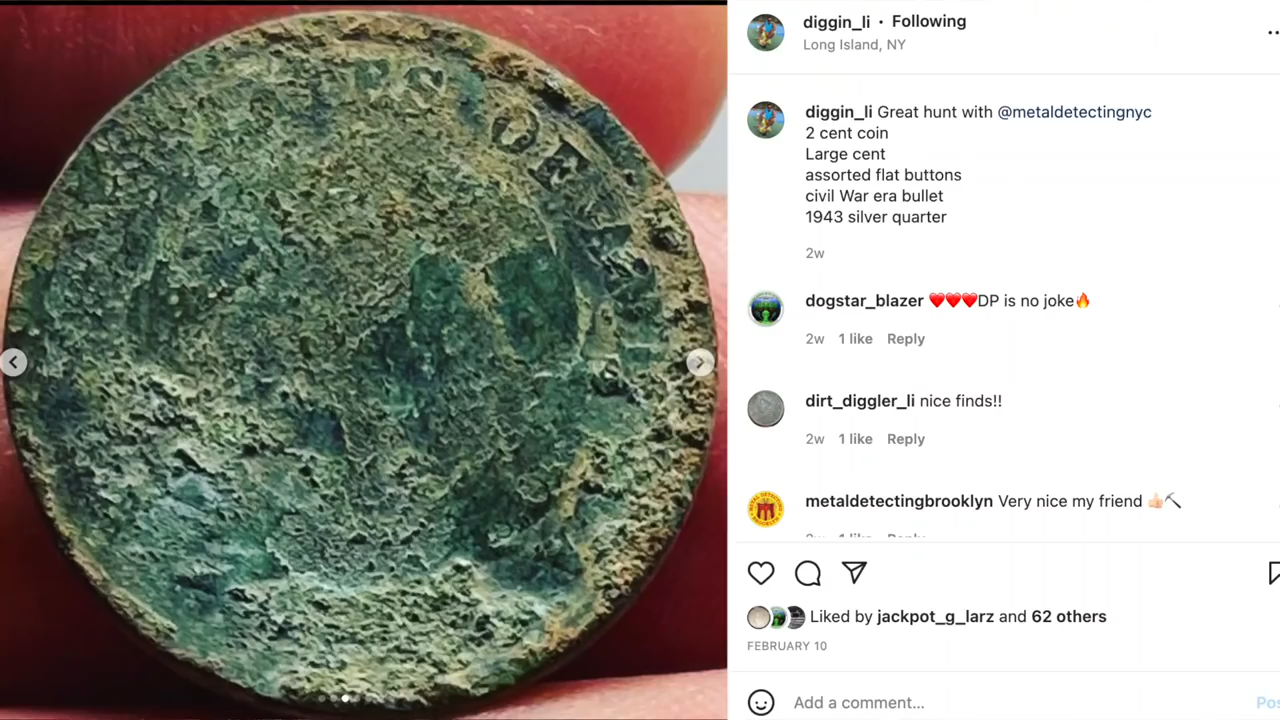 diggin_li • Following
Long Island, NY
diggin_li Great hunt with @metaldetectingnyc
2 cent coin
Large cent
assorted flat buttons
civil War era bullet
1943 silver quarter
2w
dogstar_blazer ❤️❤️❤️DP is no joke🔥
2w 1 like Reply
dirt_diggler_li nice finds!!
2w 1 like Reply
metaldetectingbrooklyn Very nice my friend 👍🏻⛏️
Liked by jackpot_g_larz and 62 others
FEBRUARY 10
Add a comment...
Pos
OF